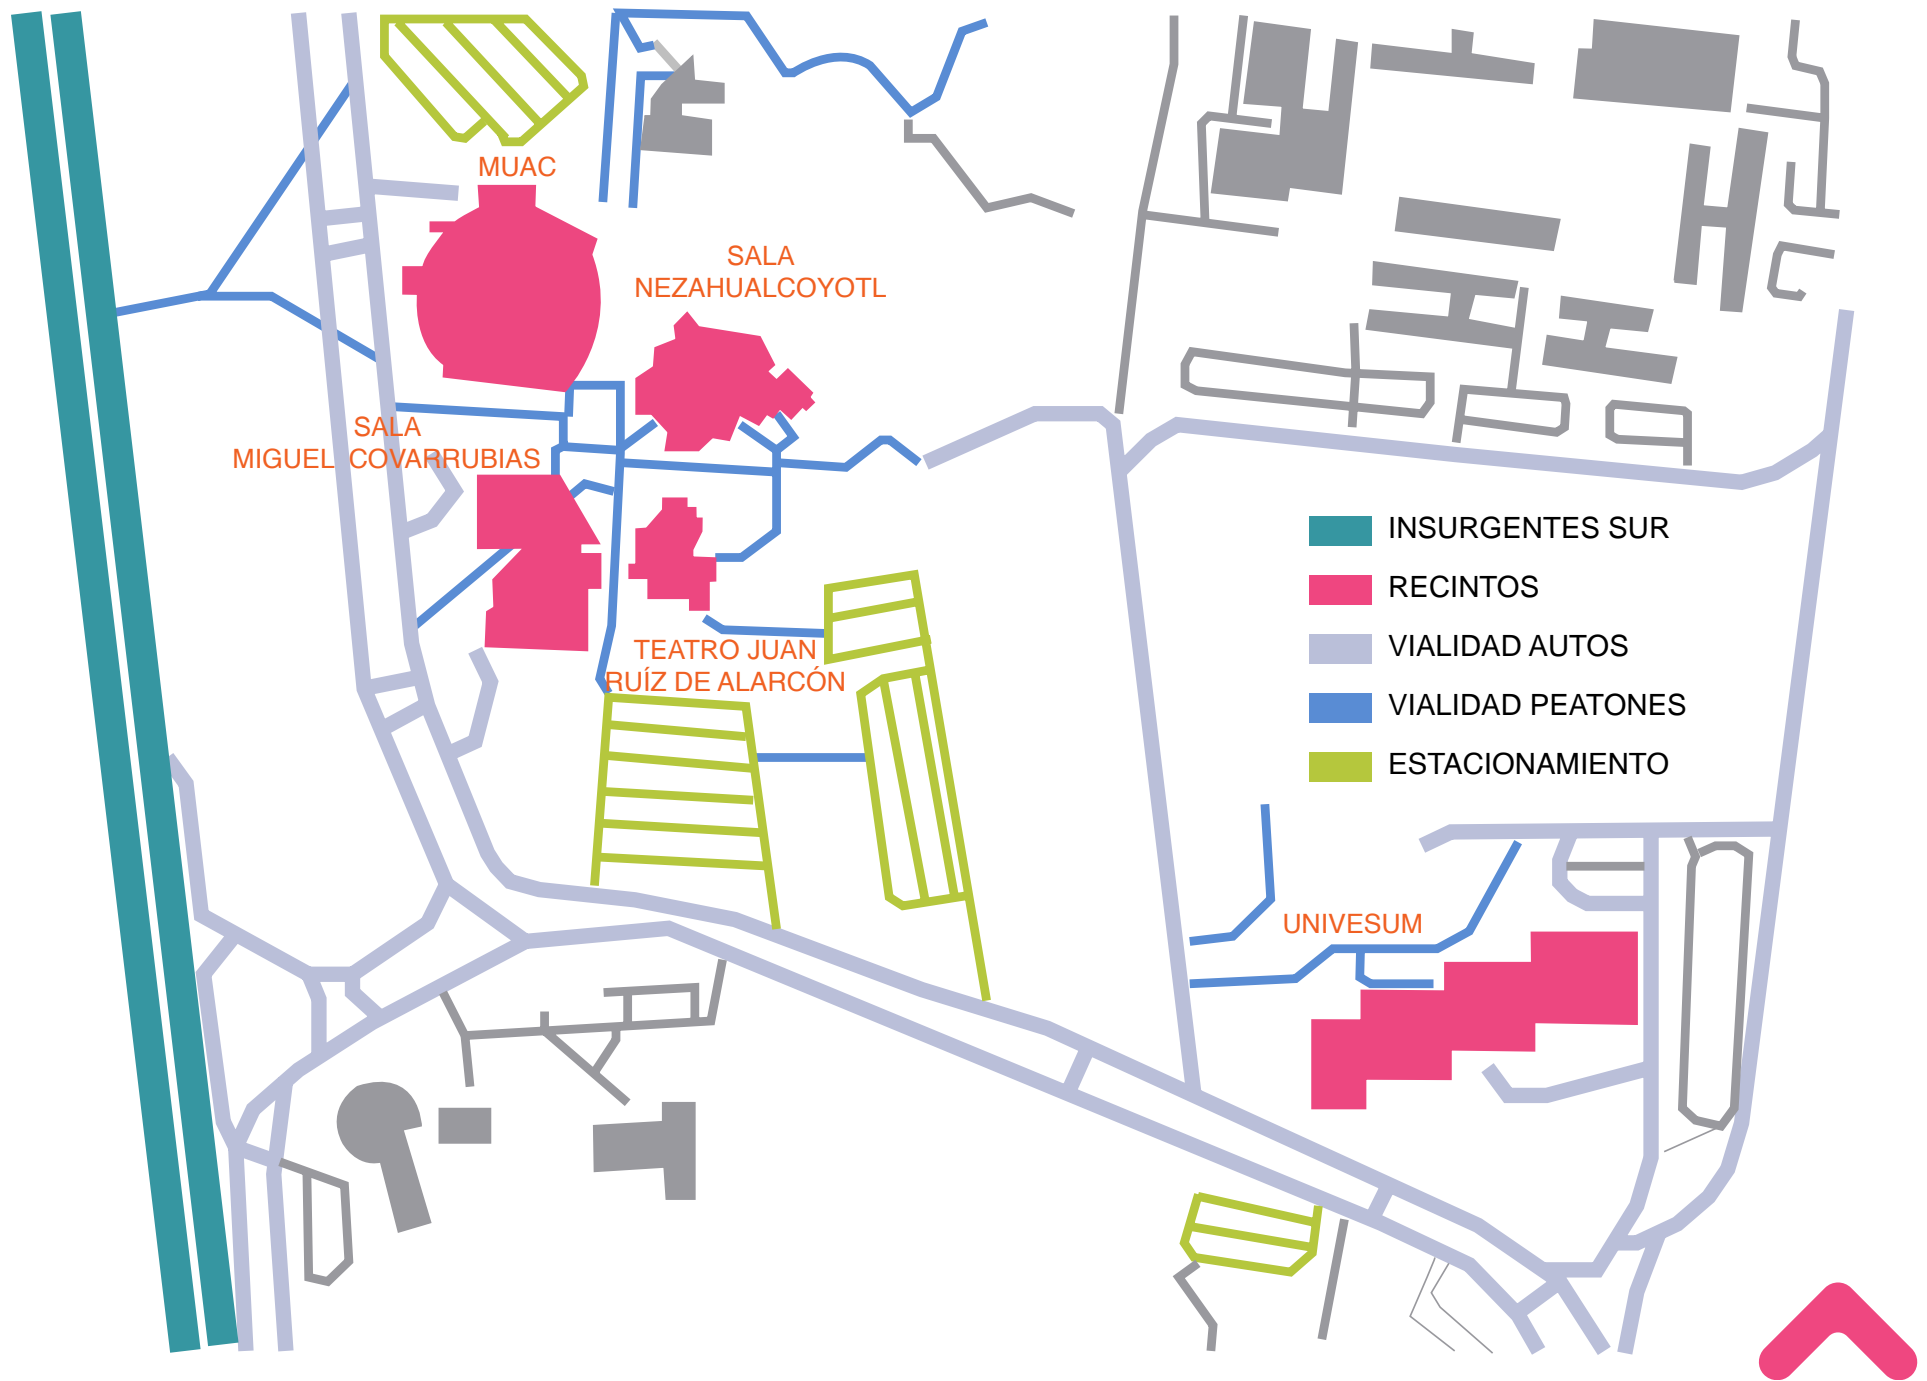 MUAC
SALA
NEZAHUALCOYOTL
SALA
MIGUEL COVARRUBIAS
TEATRO JUAN
RUÍZ DE ALARCÓN
INSURGENTES SUR
RECINTOS
VIALIDAD AUTOS
VIALIDAD PEATONES
ESTACIONAMIENTO
UNIVESUM